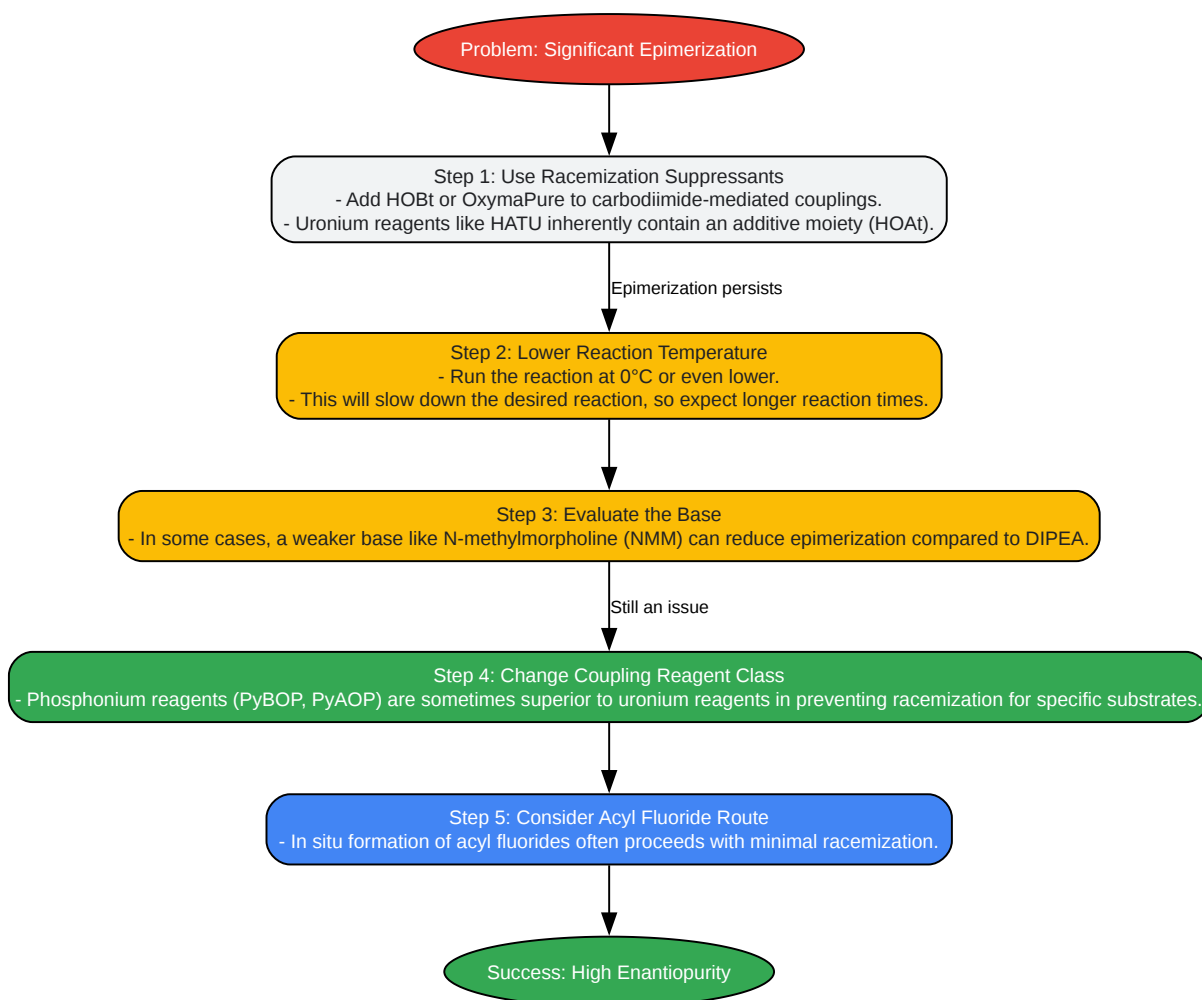 Problem: Significant Epimerization
Step 1: Use Racemization Suppressants
- Add HOBt or OxymaPure to carbodiimide-mediated couplings.
- Uronium reagents like HATU inherently contain an additive moiety (HOAt).
Epimerization persists
Step 2: Lower Reaction Temperature
- Run the reaction at 0°C or even lower.
- This will slow down the desired reaction, so expect longer reaction times.
Step 3: Evaluate the Base
- In some cases, a weaker base like N-methylmorpholine (NMM) can reduce epimerization compared to DIPEA.
Still an issue
Step 4: Change Coupling Reagent Class
- Phosphonium reagents (PyBOP, PyAOP) are sometimes superior to uronium reagents in preventing racemization for specific substrates.
Step 5: Consider Acyl Fluoride Route
- In situ formation of acyl fluorides often proceeds with minimal racemization.
Success: High Enantiopurity